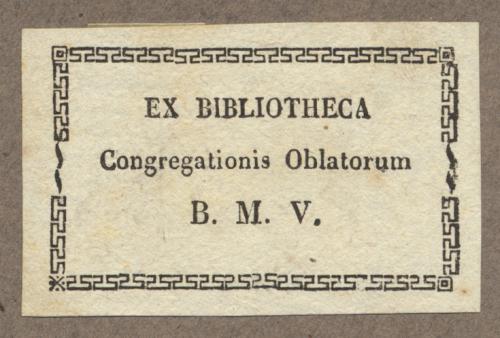 EX BIBLIOTHECA
Congregationis Oblatorum
B. M. V.